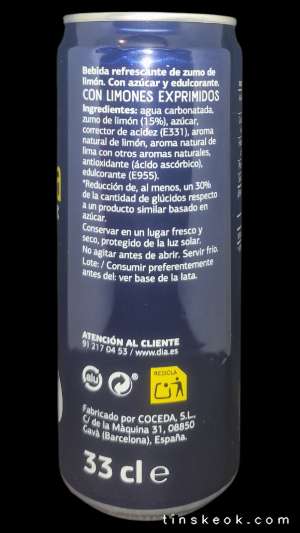 Bebida refrescante de zumo de
limón. Con azúcar y edulcorante.
CON LIMONES EXPRIMIDOS
Ingredientes: agua carbonatada,
zumo de limón (15%), azúcar,
corrector de acidez (E331), aroma
natural de limón, aroma natural de
lima con otros aromas naturales,
antioxidante (ácido ascórbico),
edulcorante (E955).
*Reducción de, al menos, un 30%
de la cantidad de glúcidos respecto
a un producto similar basado en
azúcar.
Conservar en un lugar fresco y
seco, protegido de la luz solar.
No agitar antes de abrir. Servir frío.
Lote: / Consumir preferentemente
antes del: ver base de la lata.
ATENCIÓN AL CLIENTE
91 217 04 53 / www.dia.es
alu
RECICLA
Fabricado por COCEDA, S.L.
C/ de la Màquina 31, 08850
Gavà (Barcelona), España.
33 cl e
tinskeok.com